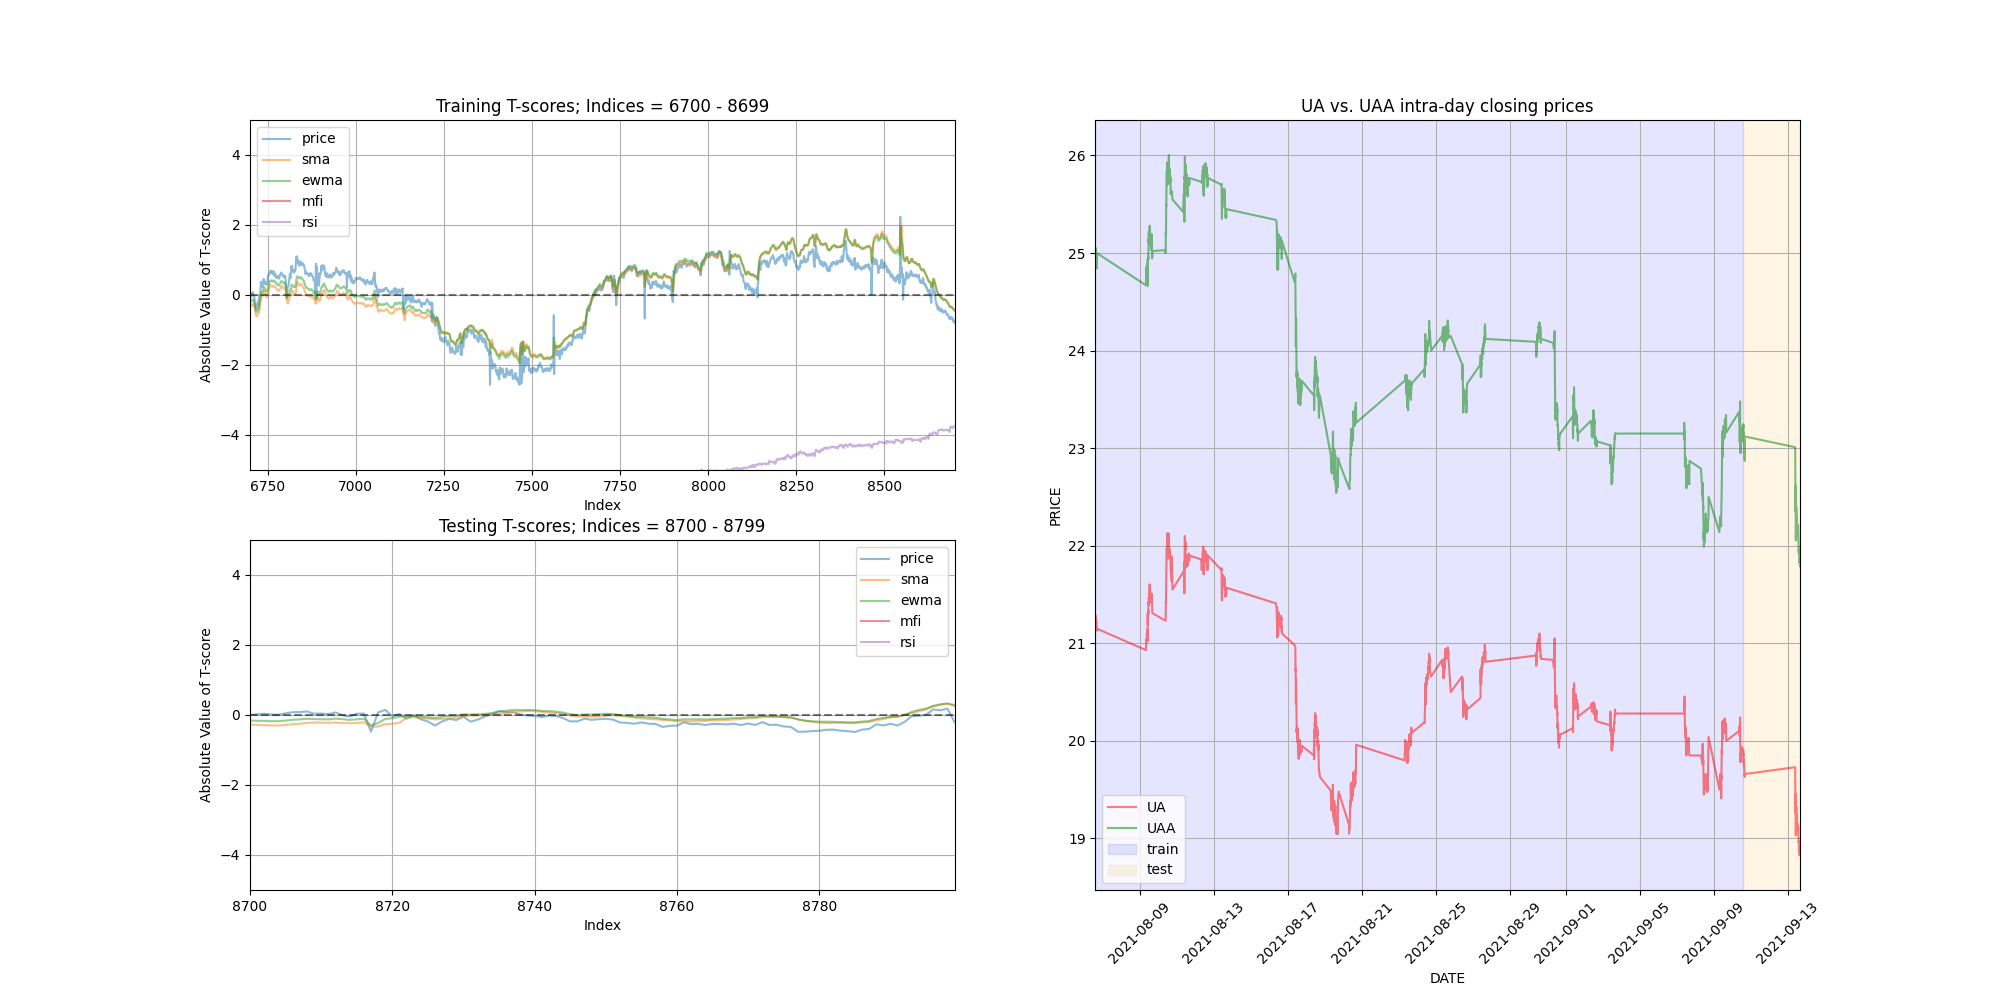 Training T-scores; Indices = 6700 - 8699
price
sma
ewma
mfi
rsi
4
2
0
−2
−4
Absolute Value of T-score
6750 7000 7250 7500 7750 8000 8250 8500
Index
Testing T-scores; Indices = 8700 - 8799
price
sma
ewma
mfi
rsi
4
2
0
−2
−4
Absolute Value of T-score
8700 8720 8740 8760 8780
Index
UA vs. UAA intra-day closing prices
26
25
24
23
22
21
20
19
PRICE
UA
UAA
train
test
2021-08-09 2021-08-13 2021-08-17 2021-08-21 2021-08-25 2021-08-29 2021-09-01 2021-09-05 2021-09-09 2021-09-13
DATE